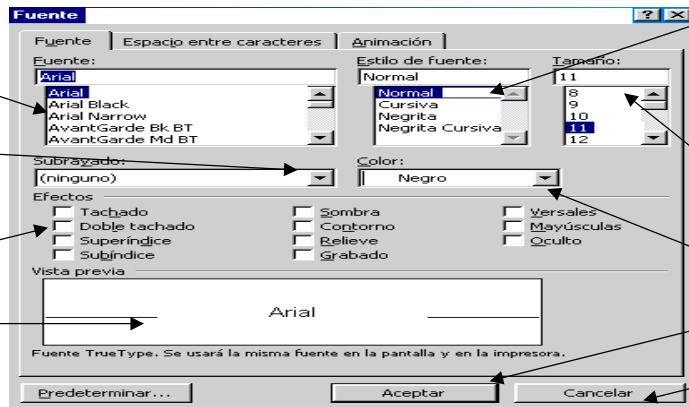 Fuente
Fuente Espacio entre caracteres Animación
Fuente: Estilo de fuente: Tamaño:
Arial Normal 11
Arial Normal 8
Arial Black Cursiva 9
Arial Narrow Negrita 10
AvantGarde Bk BT Negrita Cursiva 11
AvantGarde Md BT 12
Subrayado: Color:
(ninguno) Negro
Efectos
Tachado Sombra Versales
Doble tachado Contorno Mayúsculas
Superíndice Relieve Oculto
Subíndice Grabado
Vista previa
Arial
Fuente TrueType. Se usará la misma fuente en la pantalla y en la impresora.
Predeterminar... Aceptar Cancelar